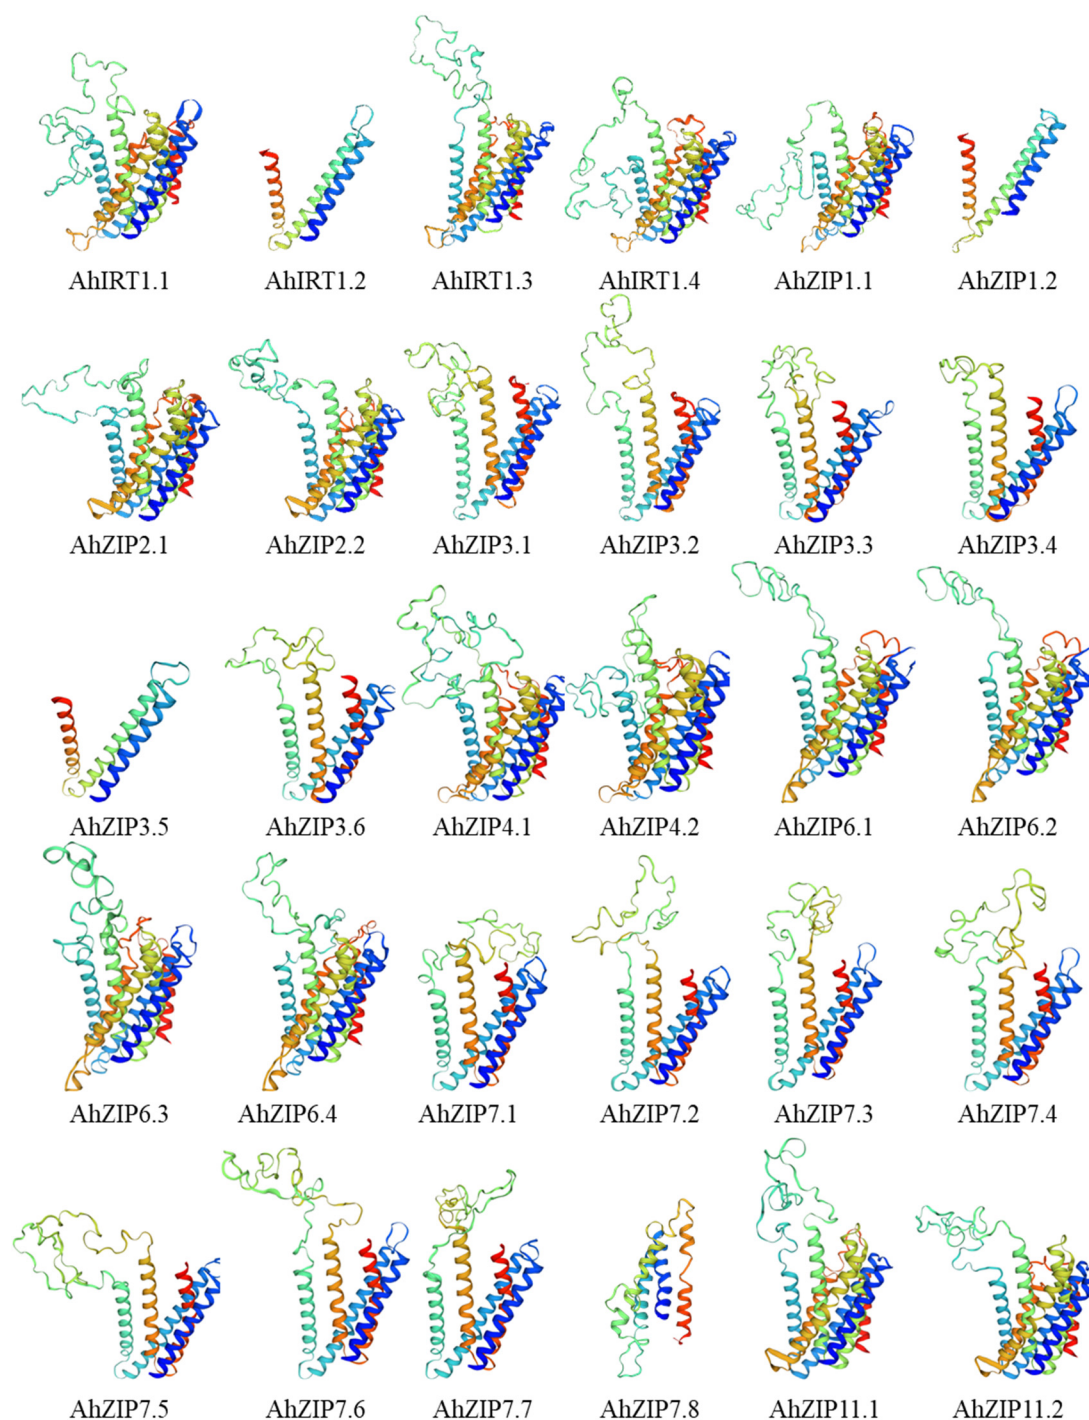 AhIRT1.1 AhIRT1.2 AhIRT1.3 AhIRT1.4 AhZIP1.1 AhZIP1.2
AhZIP2.1 AhZIP2.2 AhZIP3.1 AhZIP3.2 AhZIP3.3 AhZIP3.4
AhZIP3.5 AhZIP3.6 AhZIP4.1 AhZIP4.2 AhZIP6.1 AhZIP6.2
AhZIP6.3 AhZIP6.4 AhZIP7.1 AhZIP7.2 AhZIP7.3 AhZIP7.4
AhZIP7.5 AhZIP7.6 AhZIP7.7 AhZIP7.8 AhZIP11.1 AhZIP11.2